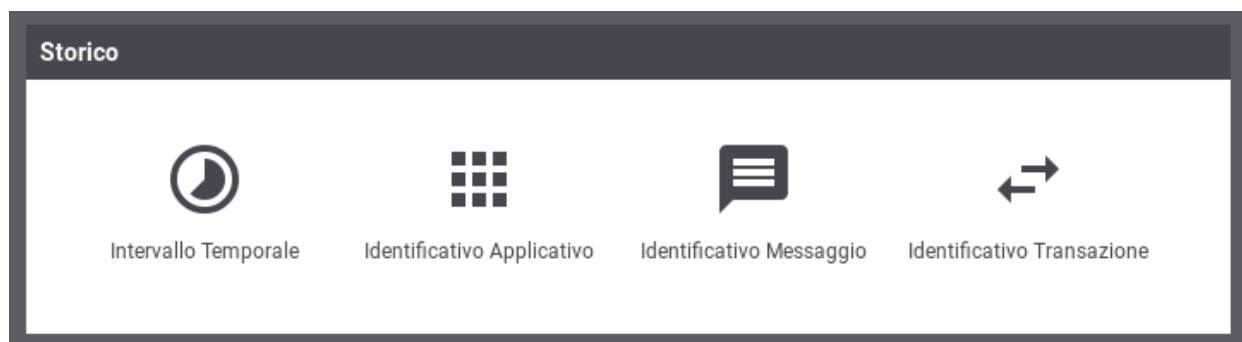 Storico
Intervallo Temporale
Identificativo Applicativo
Identificativo Messaggio
Identificativo Transazione